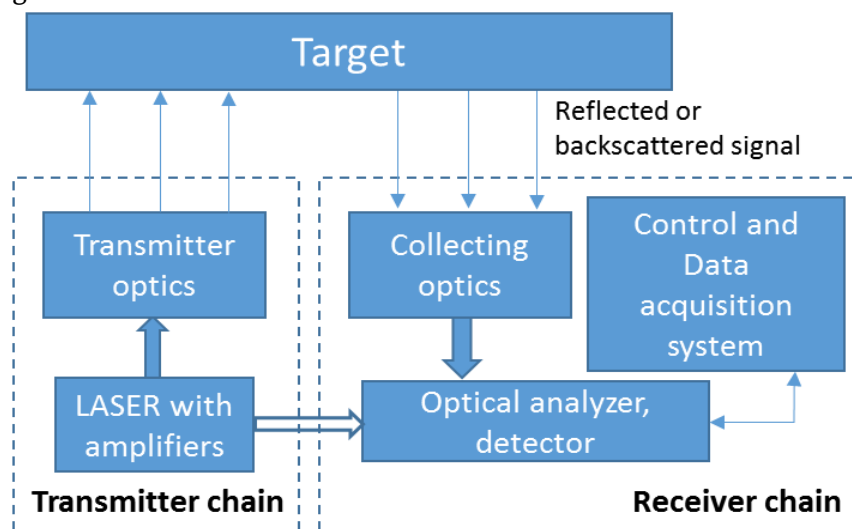 Target
Reflected or
backscattered signal
Transmitter
optics
Collecting
optics
Control and
Data
acquisition
system
LASER with
amplifiers
Optical analyzer,
detector
Transmitter chain
Receiver chain